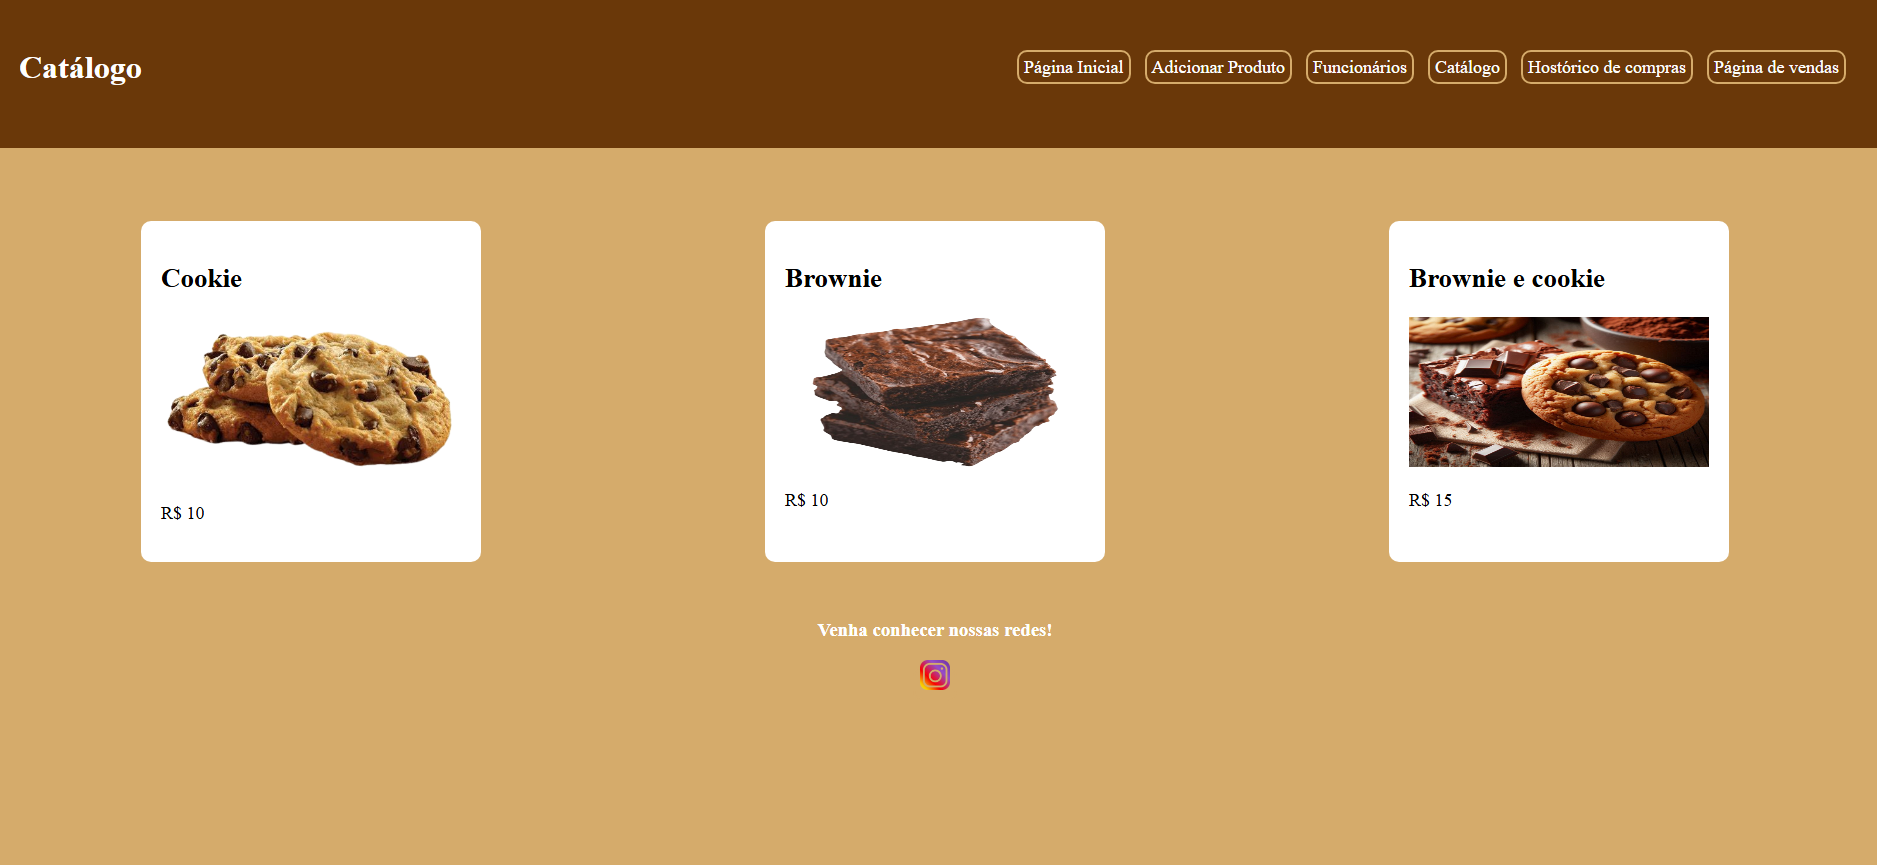 Catálogo
Página Inicial
Adicionar Produto
Funcionários
Catálogo
Hostórico de compras
Página de vendas
Cookie
R$ 10
Brownie
R$ 10
Brownie e cookie
R$ 15
Venha conhecer nossas redes!